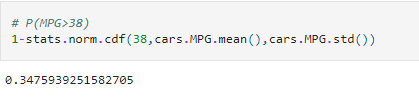 # P(MPG>38)
1-stats.norm.cdf(38,cars.MPG.mean(),cars.MPG.std())
0.3475939251582705